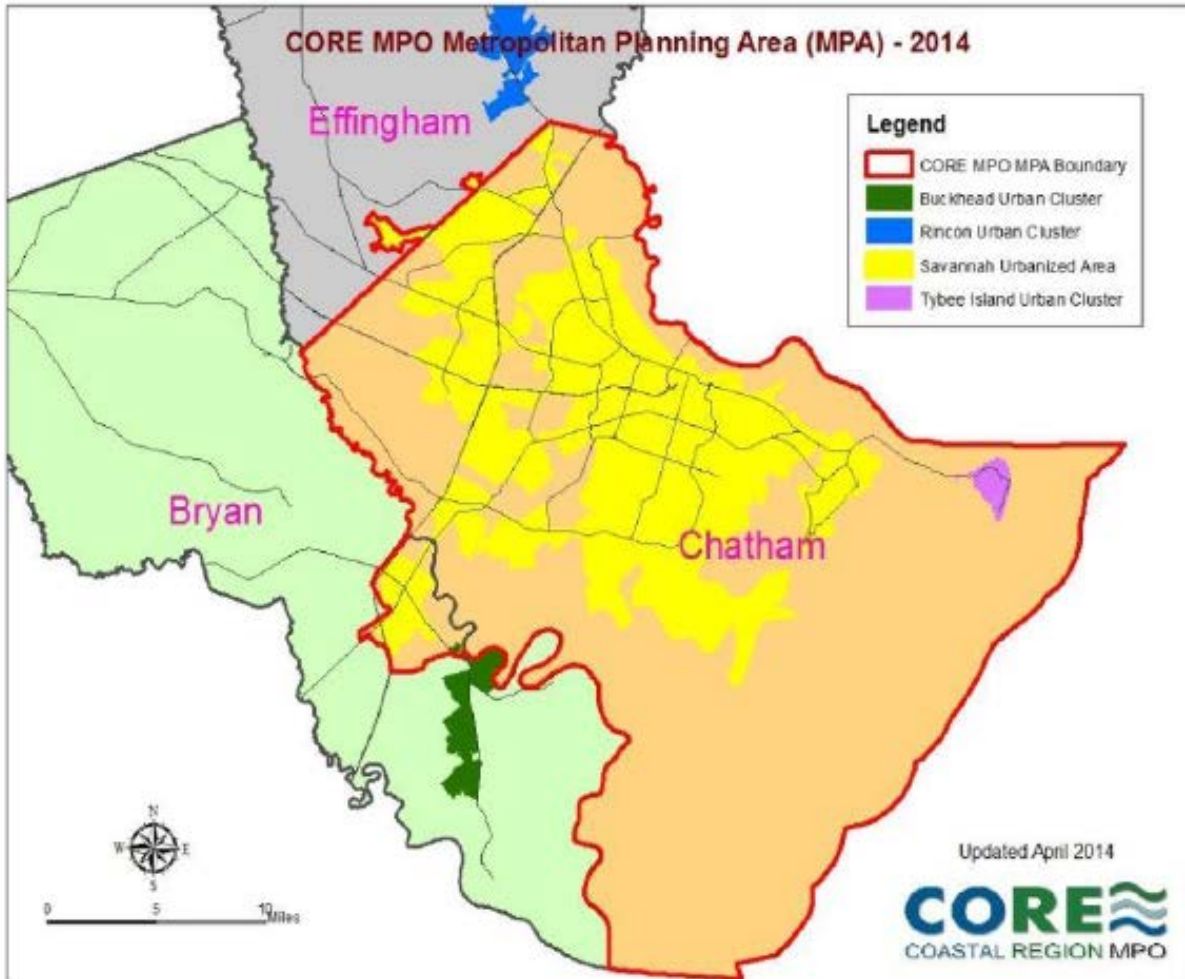 CORE MPO Metropolitan Planning Area (MPA) - 2014
Effingham
Legend
CORE MPO MPA Boundary
Buckhead Urban Cluster
Rincon Urban Cluster
Savannah Urbanized Area
Tybee Island Urban Cluster
Bryan
Chatham
N
W E
S
0 5 10 Miles
Updated April 2014
CORE
COASTAL REGION MPO